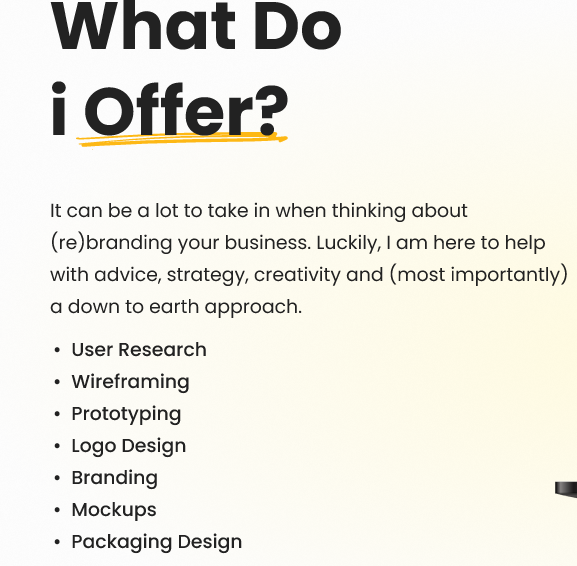 What Do
i Offer?
It can be a lot to take in when thinking about
(re)branding your business. Luckily, I am here to help
with advice, strategy, creativity and (most importantly)
a down to earth approach.
• User Research
• Wireframing
• Prototyping
• Logo Design
• Branding
• Mockups
• Packaging Design